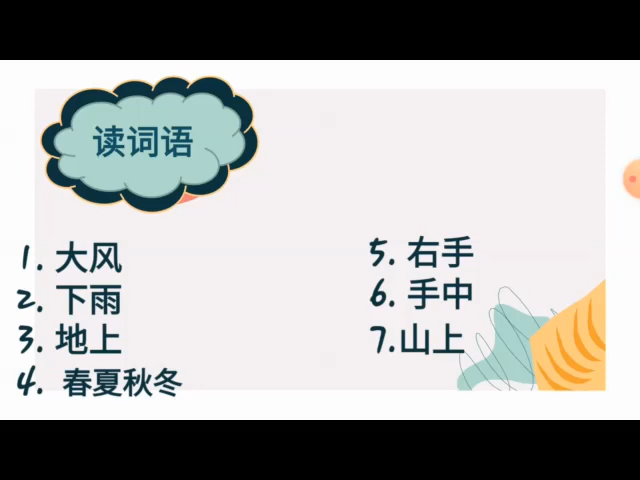 读词语
1. 大风
2. 下雨
3. 地上
4. 春夏秋冬
5. 右手
6. 手中
7.山上